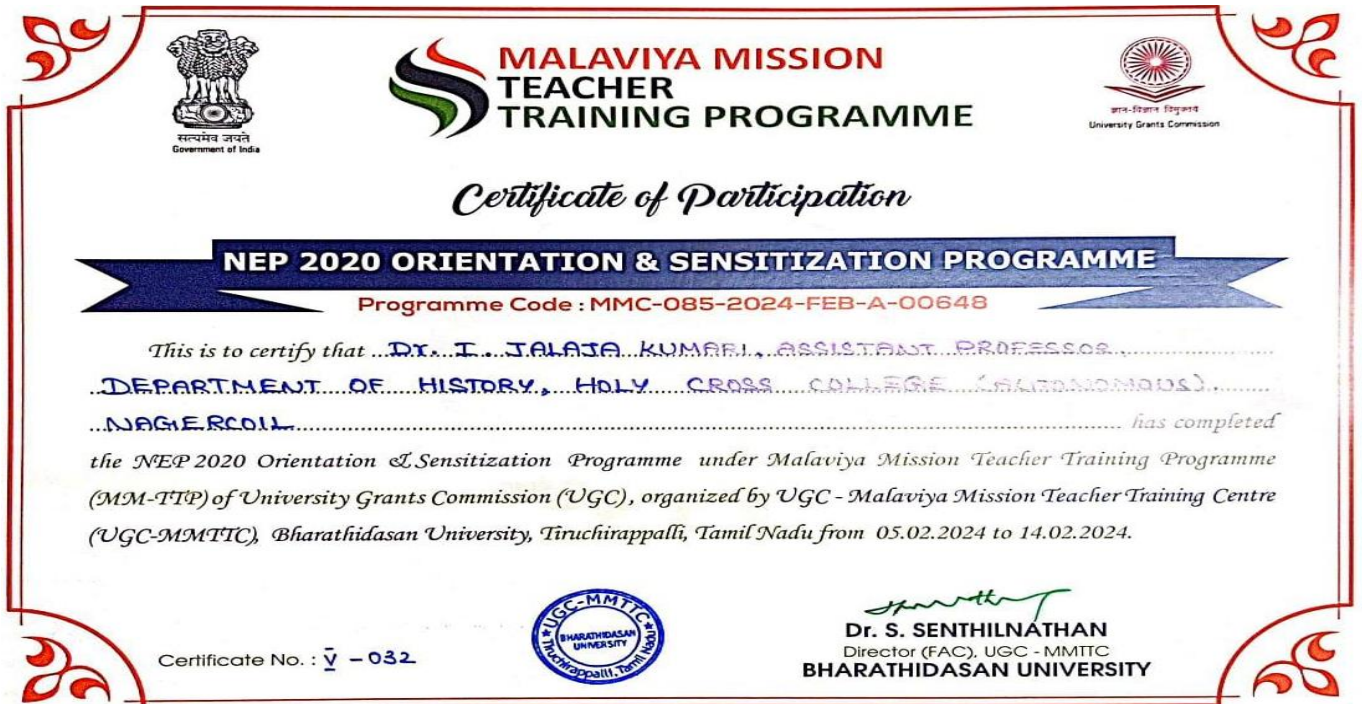 सत्यमेव जयते
Government of India
MALAVIYA MISSION
TEACHER
TRAINING PROGRAMME
ज्ञान-विज्ञान विमुक्तये
University Grants Commission
Certificate of Participation
NEP 2020 ORIENTATION & SENSITIZATION PROGRAMME
Programme Code : MMC-085-2024-FEB-A-00648
This is to certify that Dr. I. JALAJA KUMARI, ASSISTANT PROFESSOR,
DEPARTMENT OF HISTORY, HOLY CROSS COLLEGE (AUTONOMOUS),
NAGERCOIL has completed
the NEP 2020 Orientation & Sensitization Programme under Malaviya Mission Teacher Training Programme
(MM-TTP) of University Grants Commission (UGC), organized by UGC - Malaviya Mission Teacher Training Centre
(UGC-MMTTC), Bharathidasan University, Tiruchirappalli, Tamil Nadu from 05.02.2024 to 14.02.2024.
UGC-MMTTC
BHARATHIDASAN
UNIVERSITY
Tiruchirappalli, Tamil Nadu
Dr. S. SENTHILNATHAN
Director (FAC), UGC - MMTTC
BHARATHIDASAN UNIVERSITY
Certificate No. : V - 032